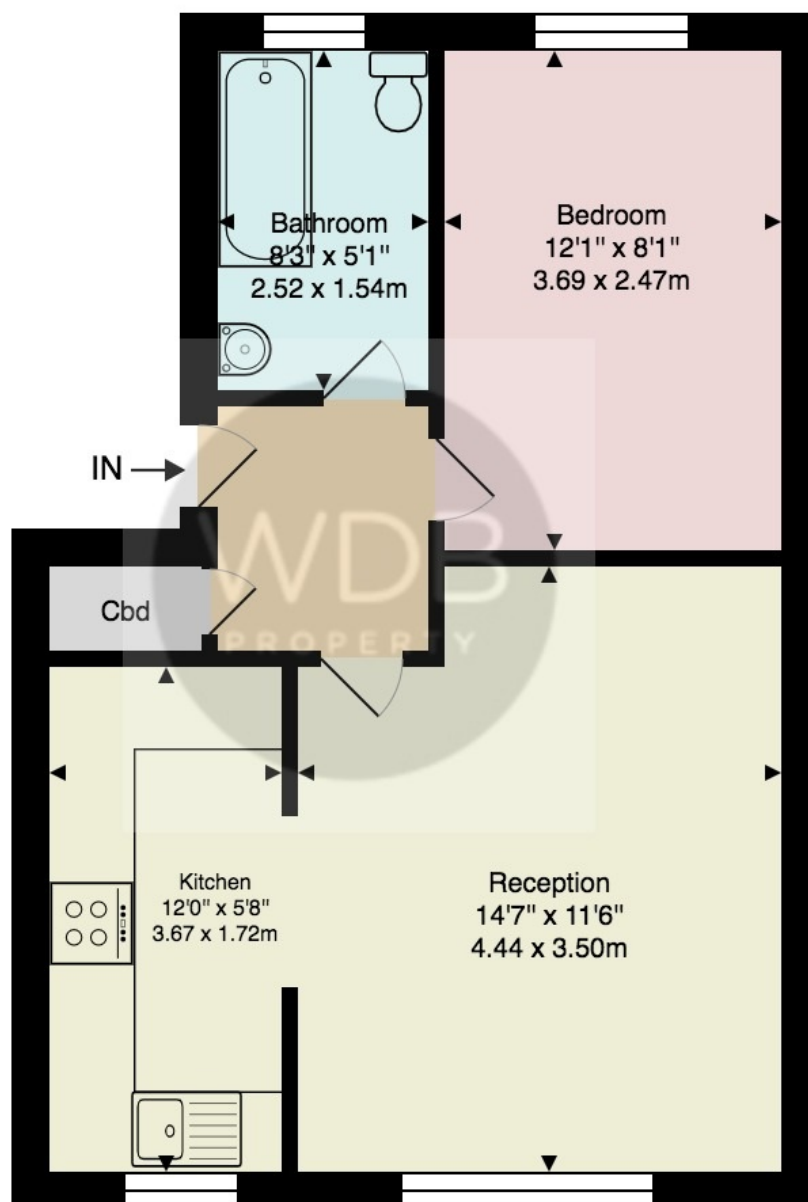 Bathroom
8'3" x 5'1"
2.52 x 1.54m
Bedroom
12'1" x 8'1"
3.69 x 2.47m
IN
WDB
PROPERTY
Cbd
Kitchen
12'0" x 5'8"
3.67 x 1.72m
Reception
14'7" x 11'6"
4.44 x 3.50m